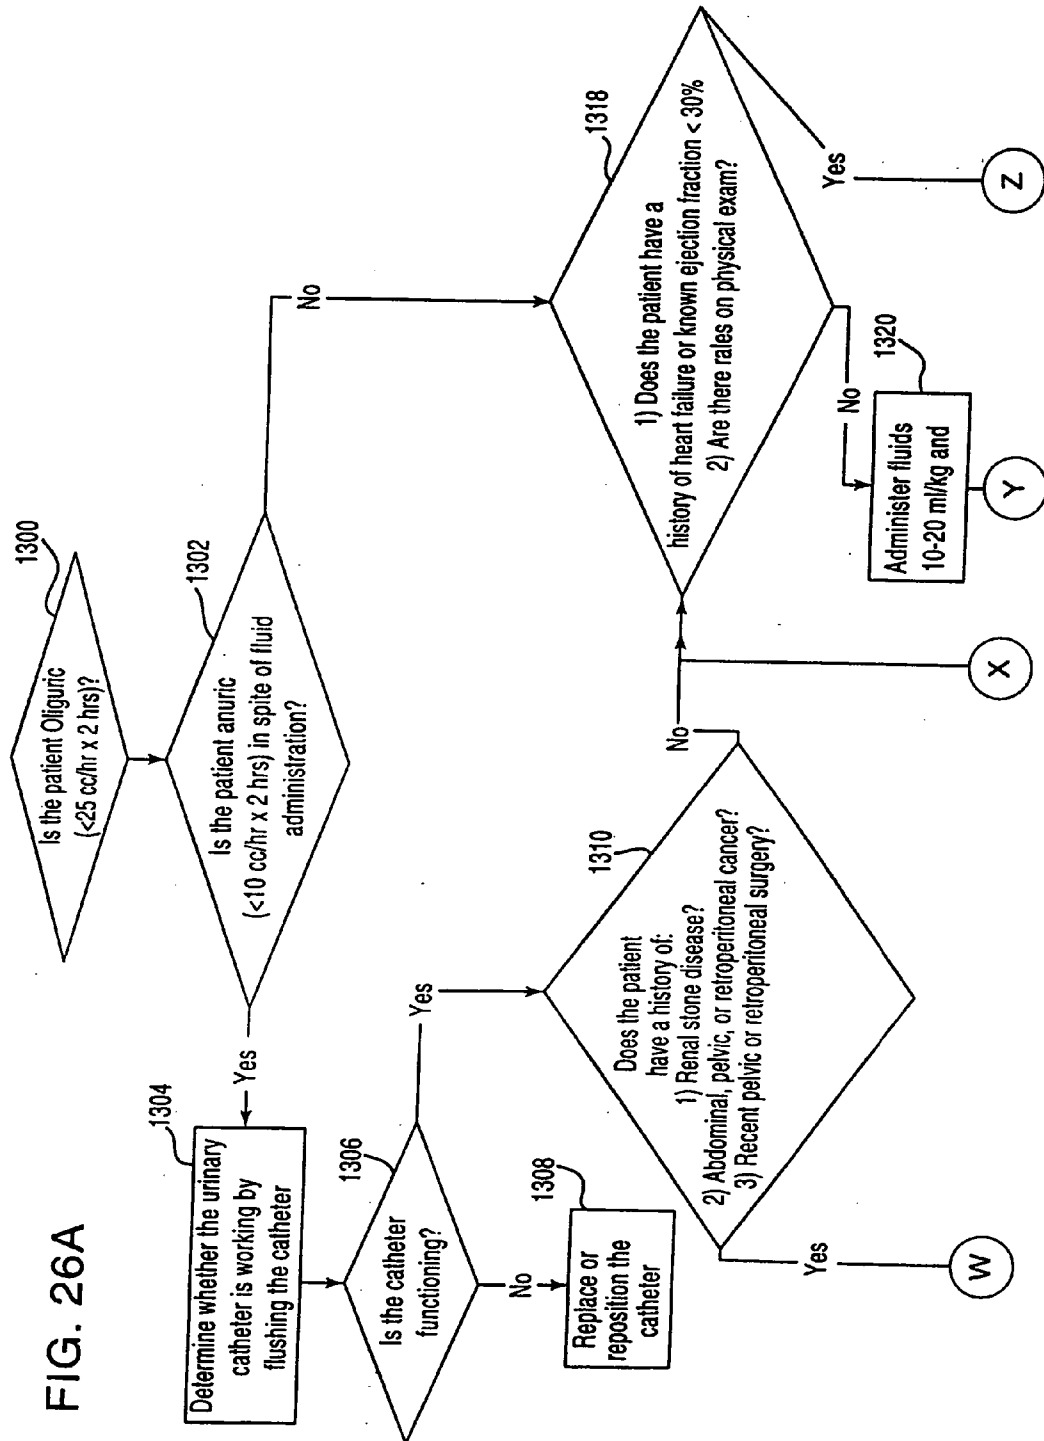 FIG. 26A
1300
Is the patient Oliguric
(<25 cc/hr x 2 hrs)?
1302
Is the patient anuric
(<10 cc/hr x 2 hrs) in spite of fluid
administration?
Yes
No
1304
Determine whether the urinary
catheter is working by
flushing the catheter
1306
Is the catheter
functioning?
Yes
No
1308
Replace or
reposition the
catheter
1310
Does the patient
have a history of:
1) Renal stone disease?
2) Abdominal, pelvic, or retroperitoneal cancer?
3) Recent pelvic or retroperitoneal surgery?
Yes
No
1318
1) Does the patient have a
history of heart failure or known ejection fraction < 30%
2) Are there rales on physical exam?
Yes
No
1320
Administer fluids
10-20 ml/kg and
W
X
Y
Z